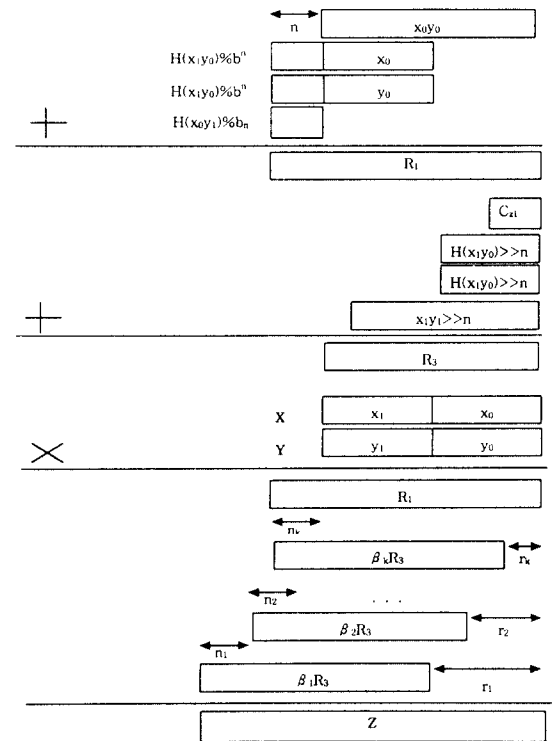 n x₀y₀
H(x₁y₀)%bⁿ x₀
H(x₁y₀)%bⁿ y₀
+ H(x₀y₁)%bₙ
R₁
C_z1
H(x₁y₀)>>n
H(x₁y₀)>>n
+ x₁y₁>>n
R₃
X x₁ x₀
× Y y₁ y₀
R₁
n_k
β_kR₃ r_k
n₂ . . .
β₂R₃ r₂
n₁
β₁R₃ r₁
Z